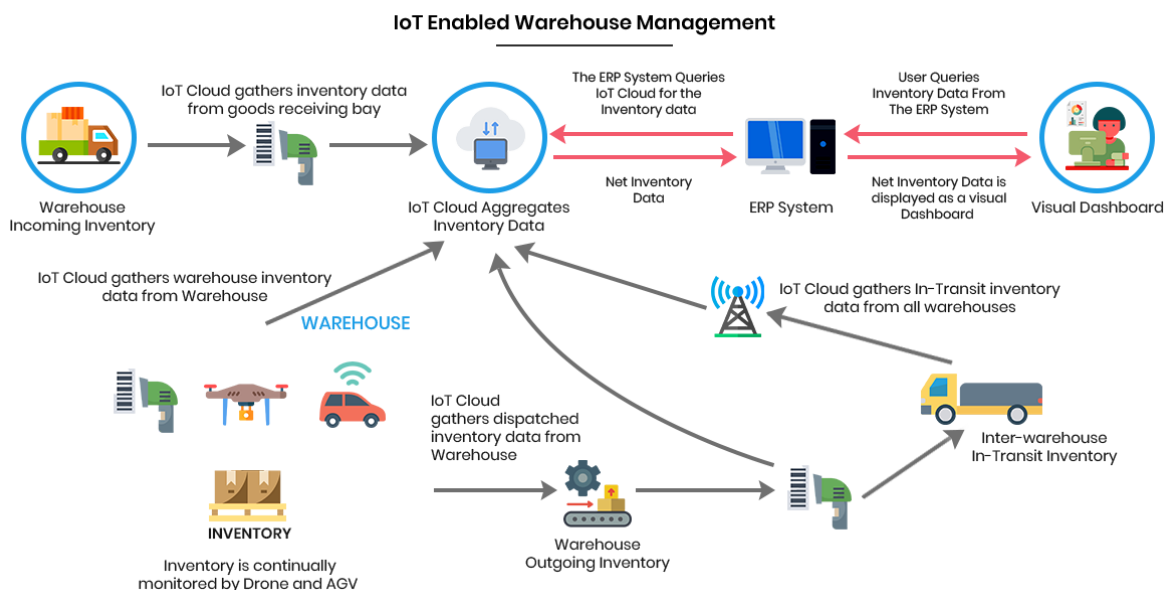 IoT Enabled Warehouse Management
IoT Cloud gathers inventory data
from goods receiving bay
The ERP System Queries
IoT Cloud for the
Inventory data
User Queries
Inventory Data From
The ERP System
Warehouse
Incoming Inventory
IoT Cloud Aggregates
Inventory Data
Net Inventory
Data
ERP System
Net Inventory Data is
displayed as a visual
Dashboard
Visual Dashboard
IoT Cloud gathers warehouse inventory
data from Warehouse
WAREHOUSE
IoT Cloud gathers In-Transit inventory
data from all warehouses
IoT Cloud
gathers dispatched
inventory data from
Warehouse
Inter-warehouse
In-Transit Inventory
INVENTORY
Inventory is continually
monitored by Drone and AGV
Warehouse
Outgoing Inventory